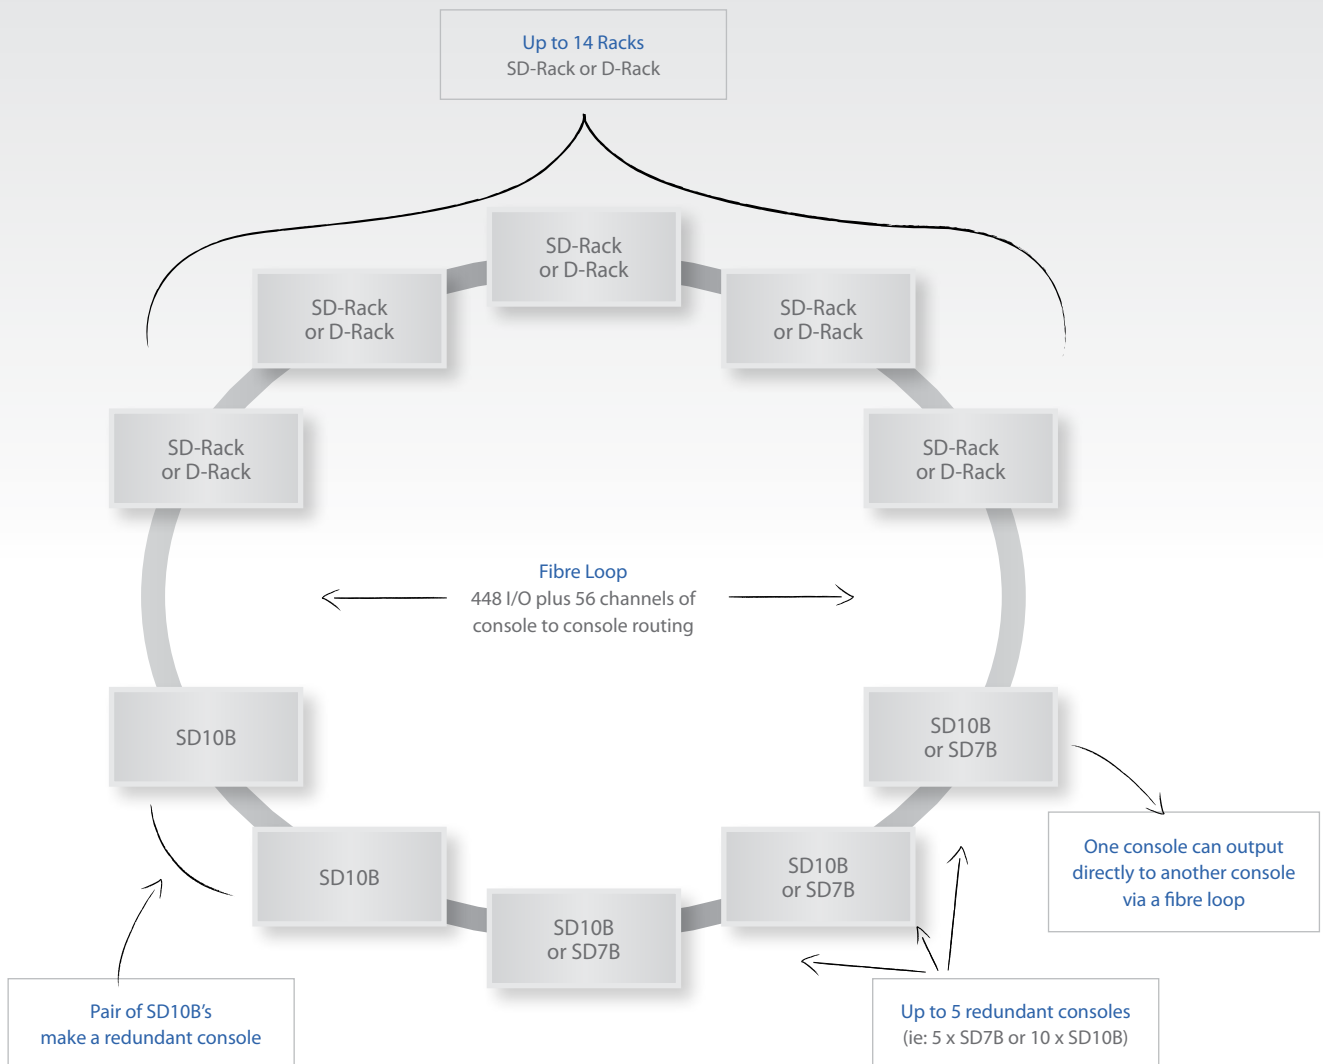 Up to 14 Racks
SD-Rack or D-Rack
SD-Rack
or D-Rack
SD-Rack
or D-Rack
SD-Rack
or D-Rack
SD-Rack
or D-Rack
SD-Rack
or D-Rack
Fibre Loop
448 I/O plus 56 channels of
console to console routing
SD10B
SD10B
or SD7B
SD10B
SD10B
or SD7B
SD10B
or SD7B
One console can output
directly to another console
via a fibre loop
Pair of SD10B's
make a redundant console
Up to 5 redundant consoles
(ie: 5 x SD7B or 10 x SD10B)